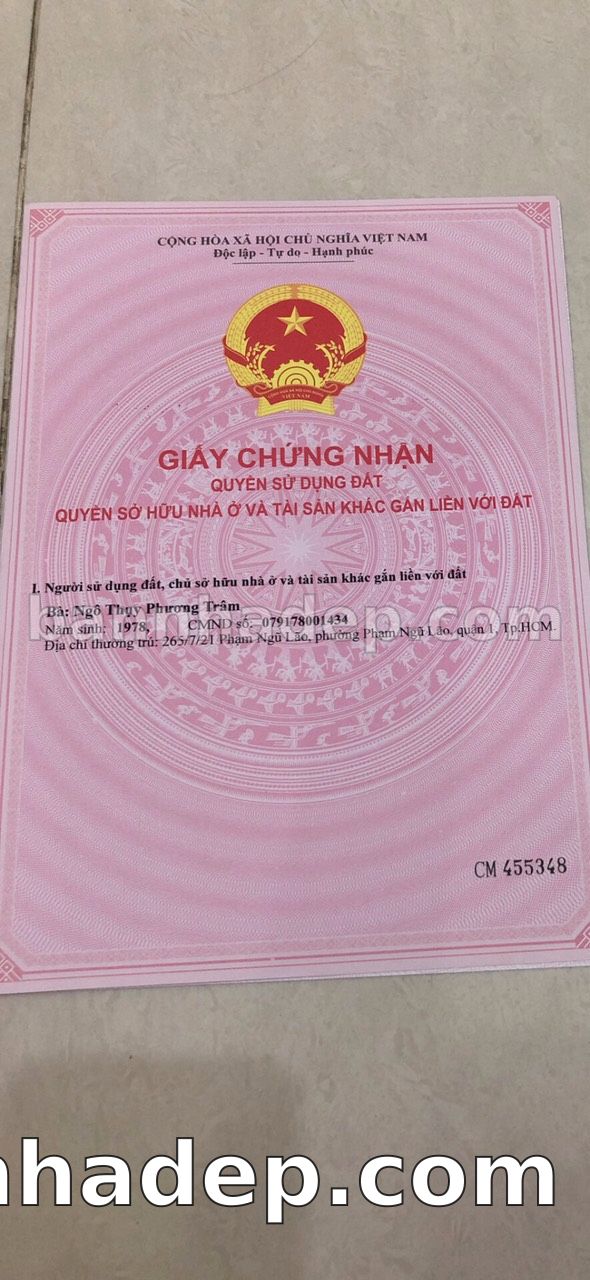 CỘNG HÒA XÃ HỘI CHỦ NGHĨA VIỆT NAM
Độc lập - Tự do - Hạnh phúc
VIỆT NAM
GIẤY CHỨNG NHẬN
QUYỀN SỬ DỤNG ĐẤT
QUYỀN SỞ HỮU NHÀ Ở VÀ TÀI SẢN KHÁC GẮN LIỀN VỚI ĐẤT
I. Người sử dụng đất, chủ sở hữu nhà ở và tài sản khác gắn liền với đất
Bà: Ngô Thụy Phương Trâm
Năm sinh: 1978, CMND số: 079178001434
Địa chỉ thường trú: 265/7/21 Phạm Ngũ Lão, phường Phạm Ngũ Lão, quận 1, Tp.HCM.
CM 455348
nhadep.com